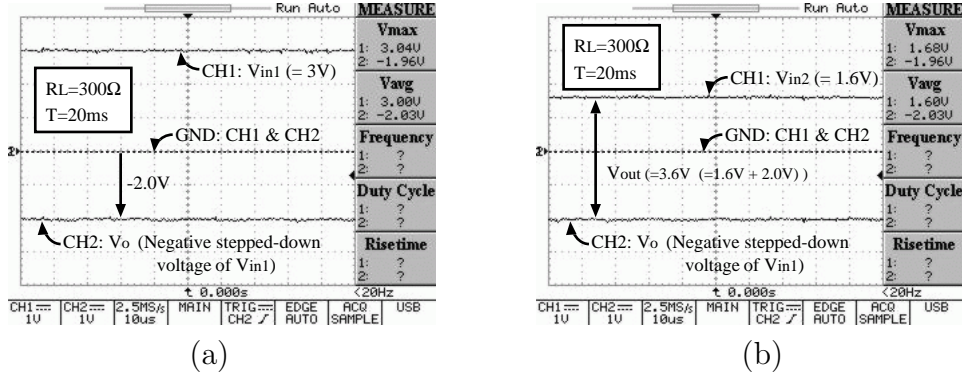 Run Auto
MEASURE
Vmax
1: 3.04V
2: -1.96V
Vavg
1: 3.00V
2: -2.03V
Frequency
1: ?
2: ?
Duty Cycle
1: ?
2: ?
Risetime
1: ?
2: ?
CH1: Vin1 (= 3V)
RL=300Ω
T=20ms
GND: CH1 & CH2
2
-2.0V
CH2: Vo (Negative stepped-down
voltage of Vin1)
0.000s
<20Hz
CH1 1V
CH2 1V
2.5MS/s 10us
MAIN
TRIG CH2
EDGE AUTO
ACQ SAMPLE
USB
(a)
Run Auto
MEASURE
Vmax
1: 1.68V
2: -1.96V
Vavg
1: 1.60V
2: -2.03V
Frequency
1: ?
2: ?
Duty Cycle
1: ?
2: ?
Risetime
1: ?
2: ?
RL=300Ω
T=20ms
CH1: Vin2 (= 1.6V)
GND: CH1 & CH2
2
Vout (=3.6V (=1.6V + 2.0V) )
CH2: Vo (Negative stepped-down
voltage of Vin1)
0.000s
<20Hz
CH1 1V
CH2 1V
2.5MS/s 10us
MAIN
TRIG CH2
EDGE AUTO
ACQ SAMPLE
USB
(b)